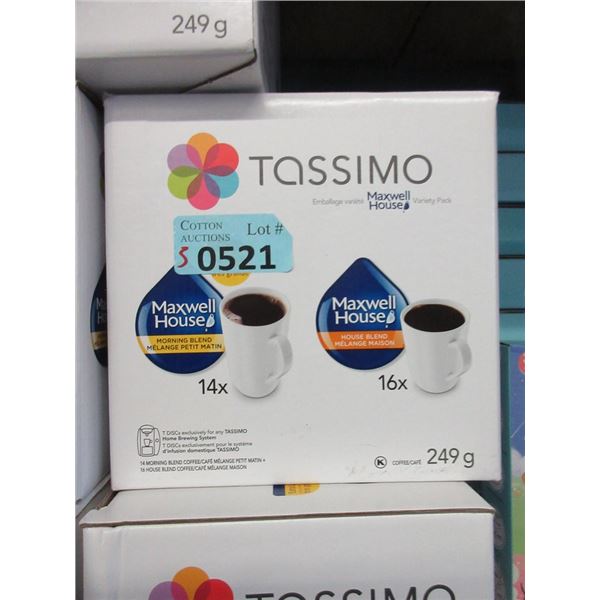 249 g
TASSIMO
Emballage variété Maxwell House Variety Pack
COTTON AUCTIONS Lot #
5 0521
Maxwell House
MORNING BLEND
MÉLANGE PETIT MATIN
14x
Maxwell House
HOUSE BLEND
MÉLANGE MAISON
16x
T DISCs exclusively for any TASSIMO
Home Brewing System
T DISCs exclusivement pour le système
d'infusion domestique TASSIMO
14 MORNING BLEND COFFEE/CAFÉ MÉLANGE PETIT MATIN +
16 HOUSE BLEND COFFEE/CAFÉ MÉLANGE MAISON
K COFFEE/CAFÉ 249 g
TASSIMO